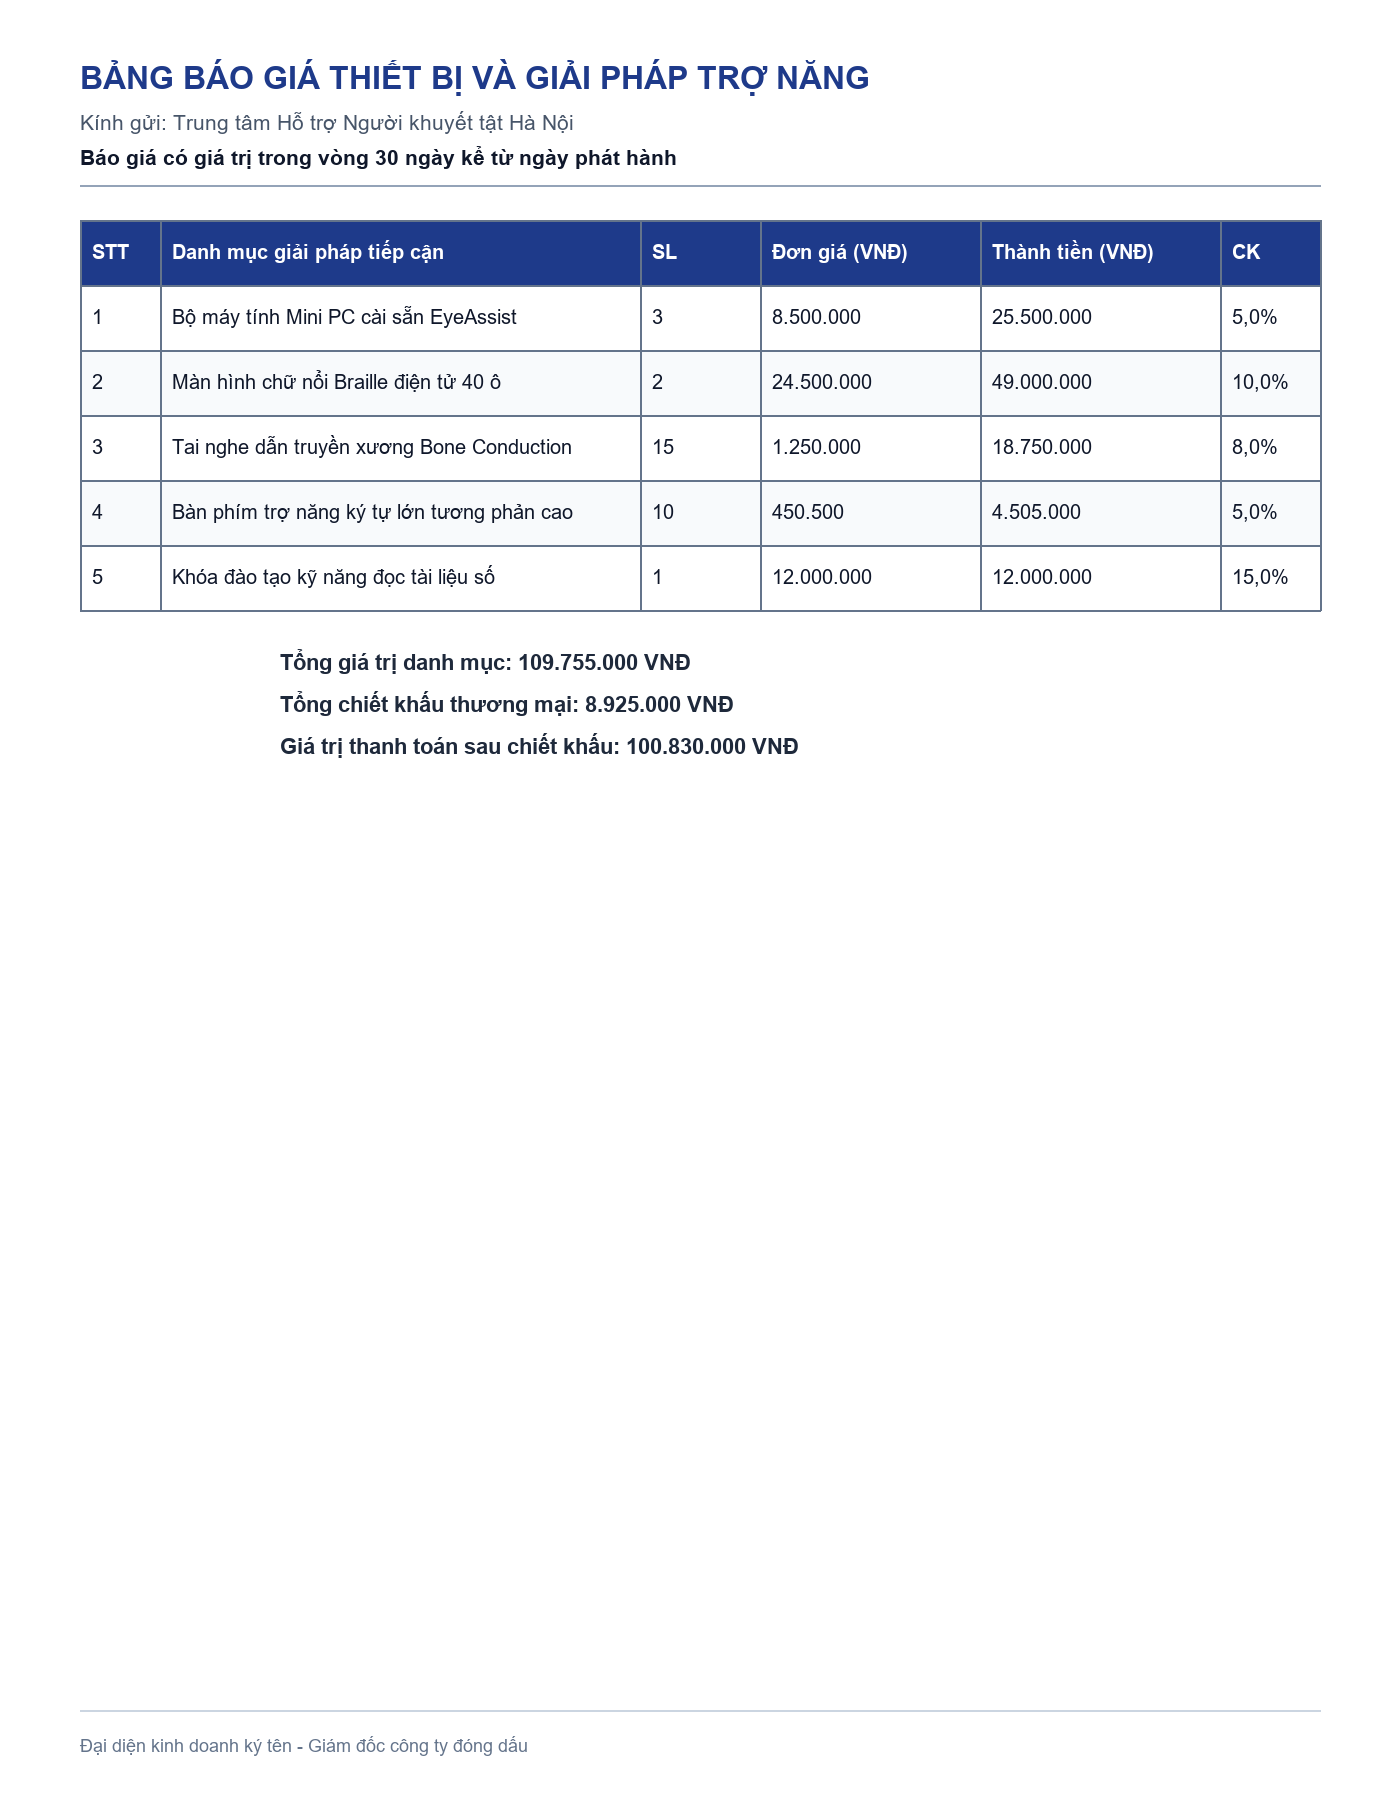 BẢNG BÁO GIÁ THIẾT BỊ VÀ GIẢI PHÁP TRỢ NĂNG
Kính gửi: Trung tâm Hỗ trợ Người khuyết tật Hà Nội
Báo giá có giá trị trong vòng 30 ngày kể từ ngày phát hành
STT Danh mục giải pháp tiếp cận SL Đơn giá (VNĐ) Thành tiền (VNĐ) CK
1 Bộ máy tính Mini PC cài sẵn EyeAssist 3 8.500.000 25.500.000 5,0%
2 Màn hình chữ nổi Braille điện tử 40 ô 2 24.500.000 49.000.000 10,0%
3 Tai nghe dẫn truyền xương Bone Conduction 15 1.250.000 18.750.000 8,0%
4 Bàn phím trợ năng ký tự lớn tương phản cao 10 450.500 4.505.000 5,0%
5 Khóa đào tạo kỹ năng đọc tài liệu số 1 12.000.000 12.000.000 15,0%
Tổng giá trị danh mục: 109.755.000 VNĐ
Tổng chiết khấu thương mại: 8.925.000 VNĐ
Giá trị thanh toán sau chiết khấu: 100.830.000 VNĐ
Đại diện kinh doanh ký tên - Giám đốc công ty đóng dấu